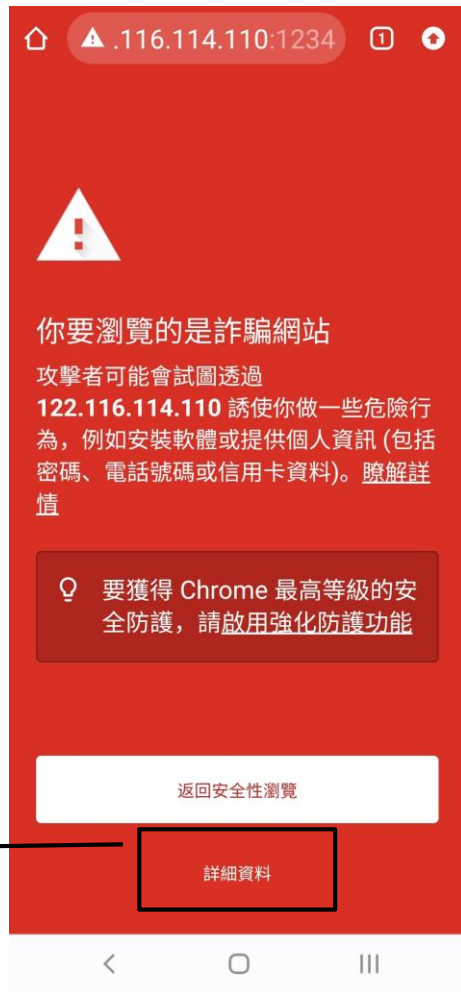 .116.114.110:1234 1
你要瀏覽的是詐騙網站
攻擊者可能會試圖透過
122.116.114.110 誘使你做一些危險行
為，例如安裝軟體或提供個人資訊 (包括
密碼、電話號碼或信用卡資料)。瞭解詳
情
要獲得 Chrome 最高等級的安
全防護，請啟用強化防護功能
返回安全性瀏覽
詳細資料